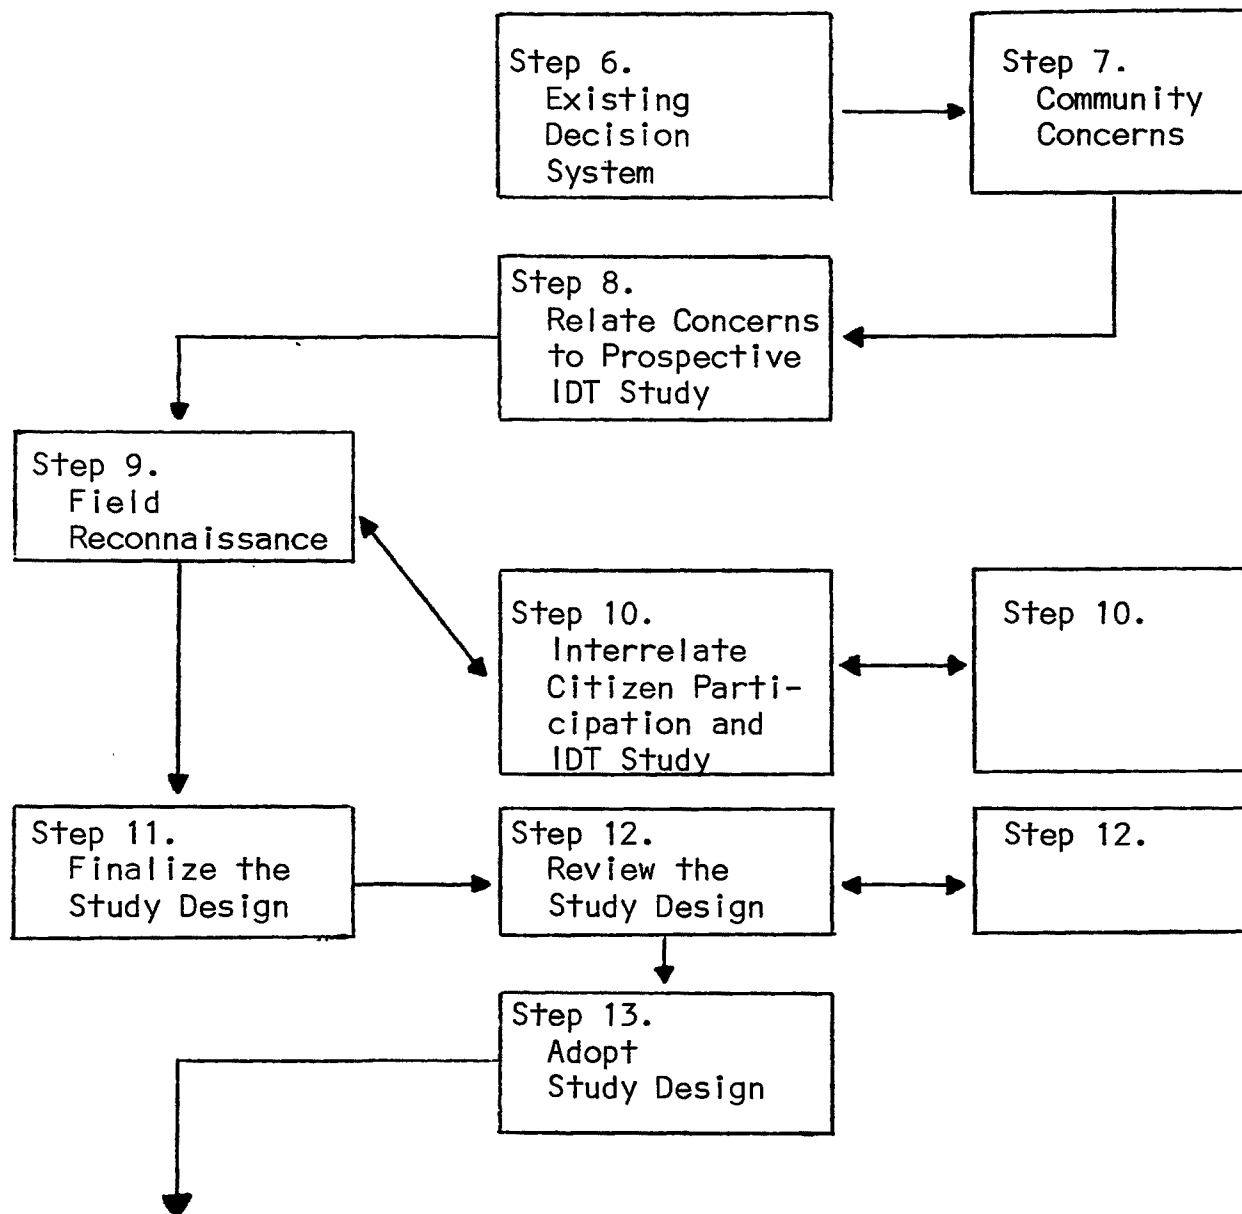 Step 6.
Existing
Decision
System
Step 7.
Community
Concerns
Step 8.
Relate Concerns
to Prospective
IDT Study
Step 9.
Field
Reconnaissance
Step 10.
Interrelate
Citizen Parti-
cipation and
IDT Study
Step 10.
Step 11.
Finalize the
Study Design
Step 12.
Review the
Study Design
Step 12.
Step 13.
Adopt
Study Design